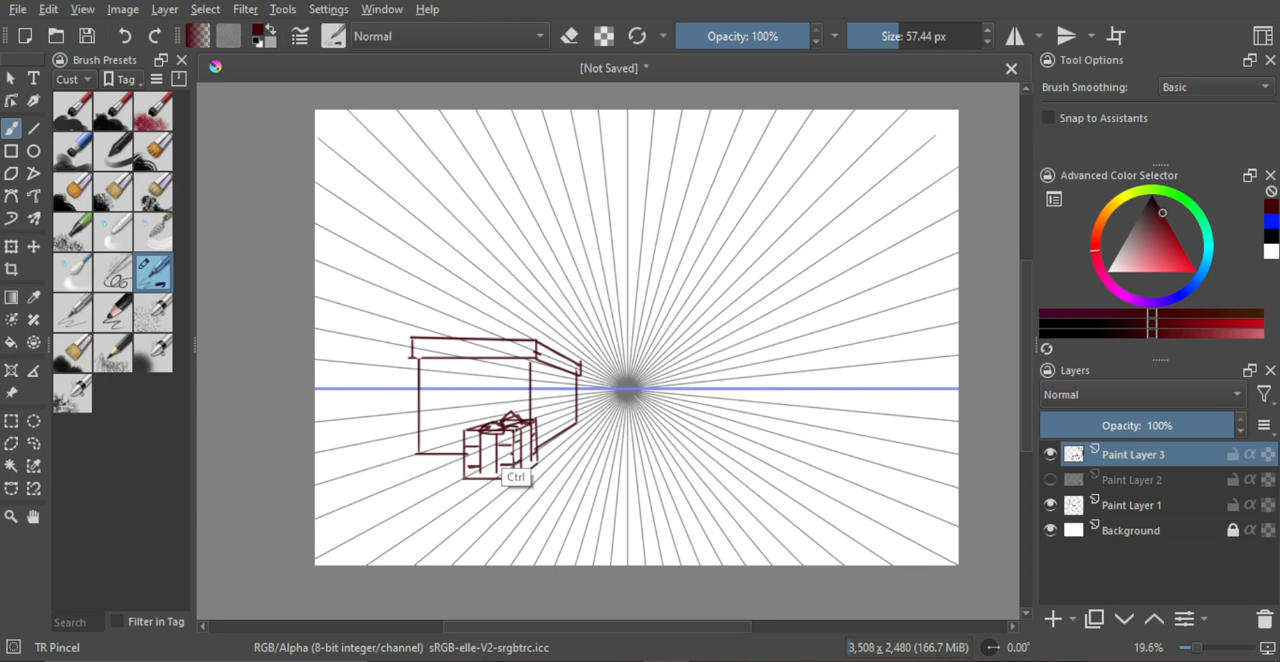 File Edit View Image Layer Select Filter Tools Settings Window Help
Normal Opacity: 100% Size: 57.44 px
Brush Presets
[Not Saved] *
Tool Options
Cust Tag
Brush Smoothing: Basic
Snap to Assistants
Advanced Color Selector
Layers
Normal
Opacity: 100%
Paint Layer 3
Ctrl
Paint Layer 2
Paint Layer 1
Background
Search Filter in Tag
TR Pincel RGB/Alpha (8-bit integer/channel) sRGB-elle-V2-srgbtrc.icc 3,508 x 2,480 (166.7 MiB) 0.00° 19.6%